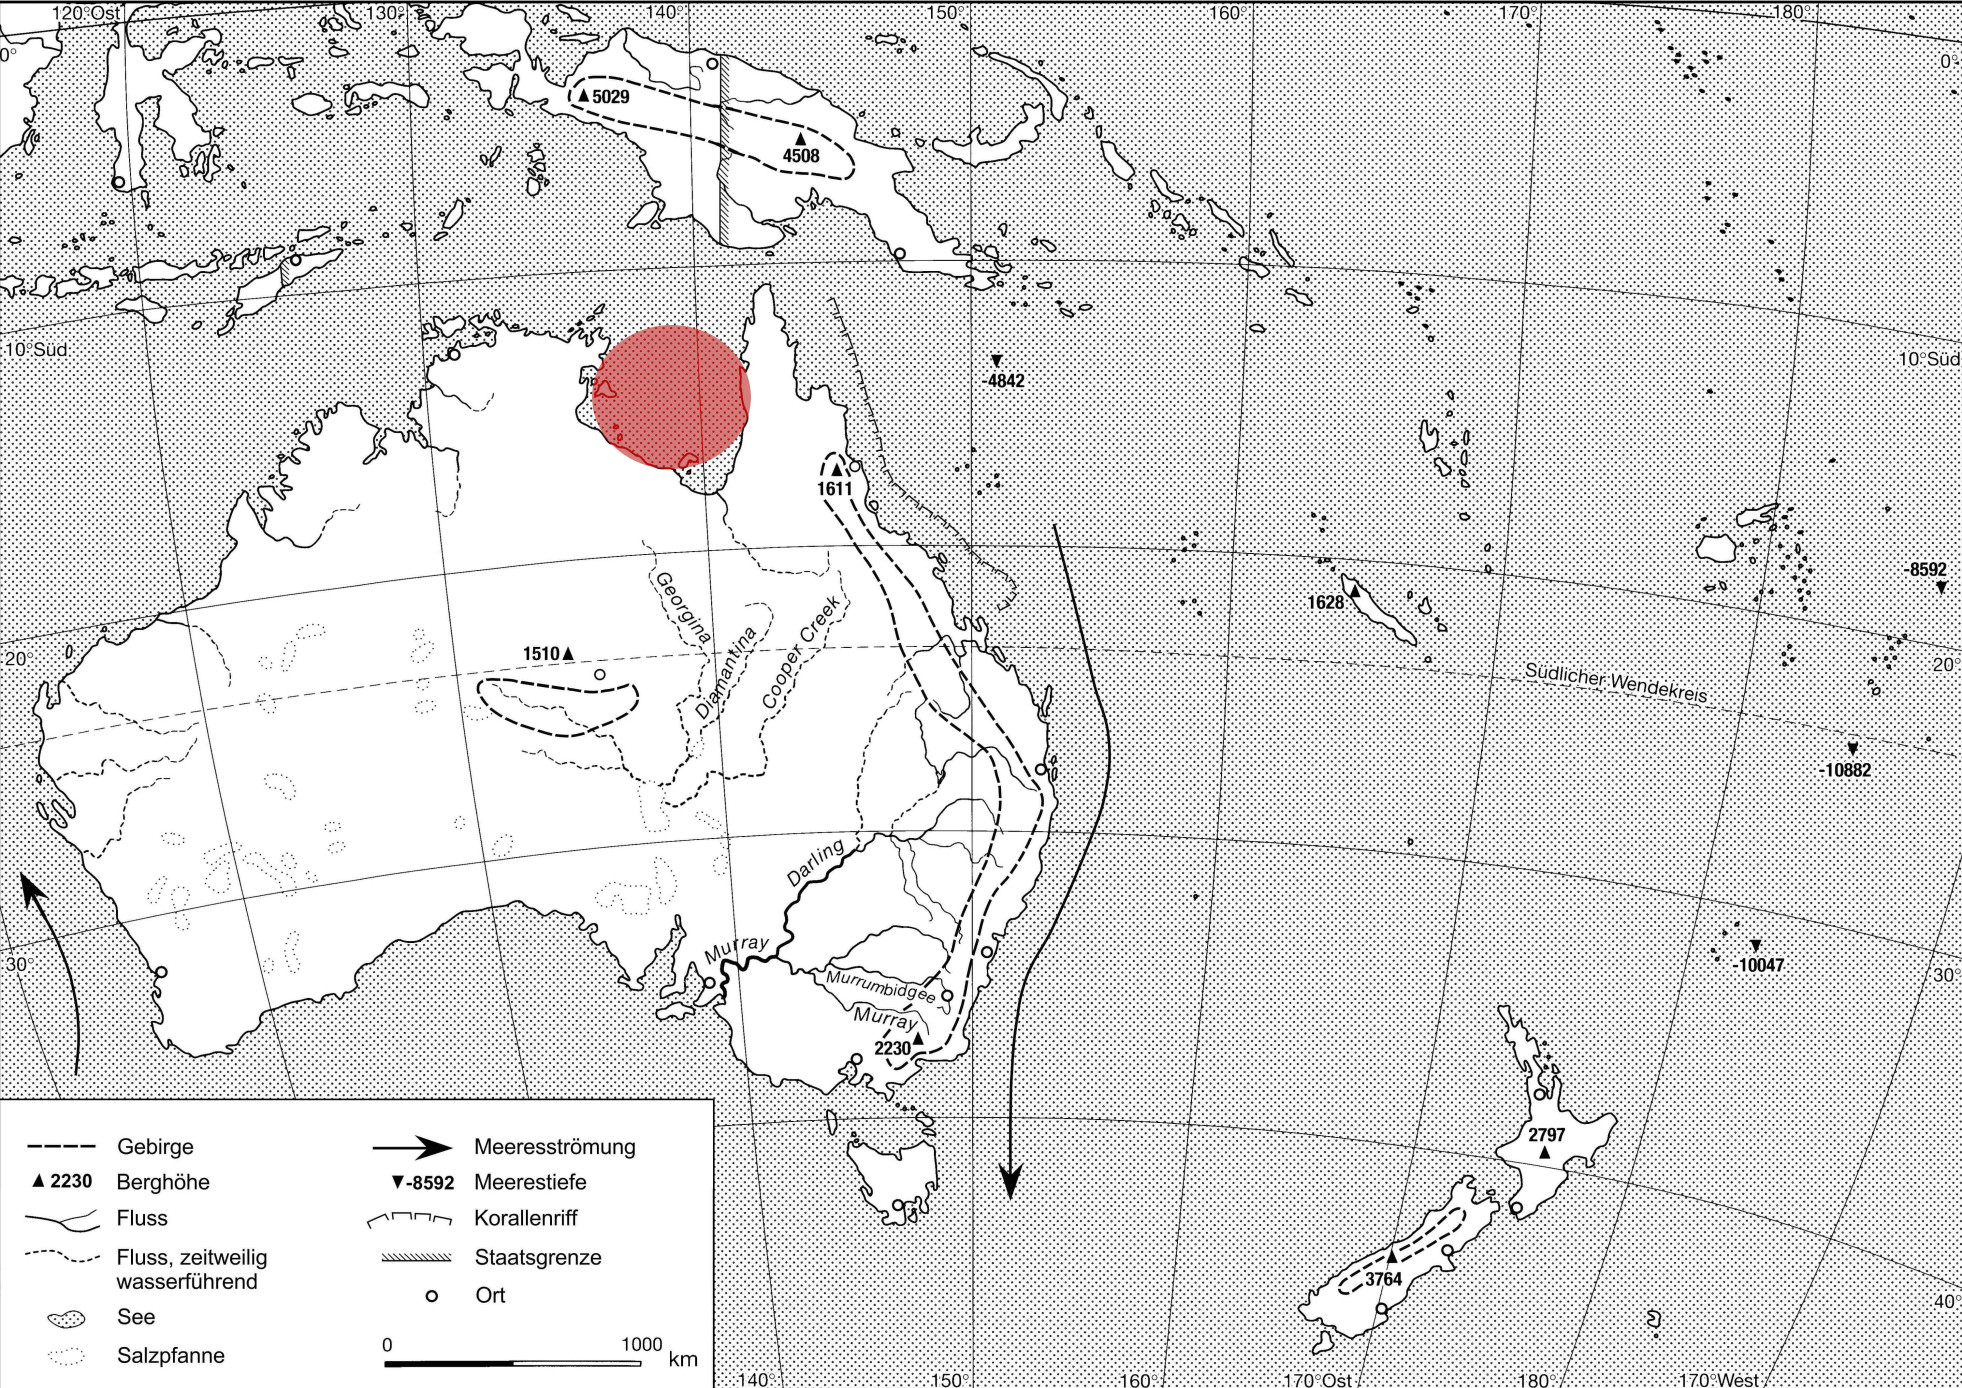 120°Ost
130°
140°
150°
160°
170°
180°
0°
0°
5029
4508
10°Süd
10°Süd
-4842
1611
-8592
1628
Georgina
Diamantina
Cooper Creek
1510
20°
20°
Südlicher Wendekreis
-10882
Darling
Murray
30°
-10047
30°
Murrumbidgee
Murray
2230
2797
3764
40°
Gebirge
2230 Berghöhe
Fluss
Fluss, zeitweilig
wasserführend
See
Salzpfanne
Meeresströmung
-8592 Meerestiefe
Korallenriff
Staatsgrenze
Ort
0 1000 km
140°
150°
160°
170°Ost
180°
170°West